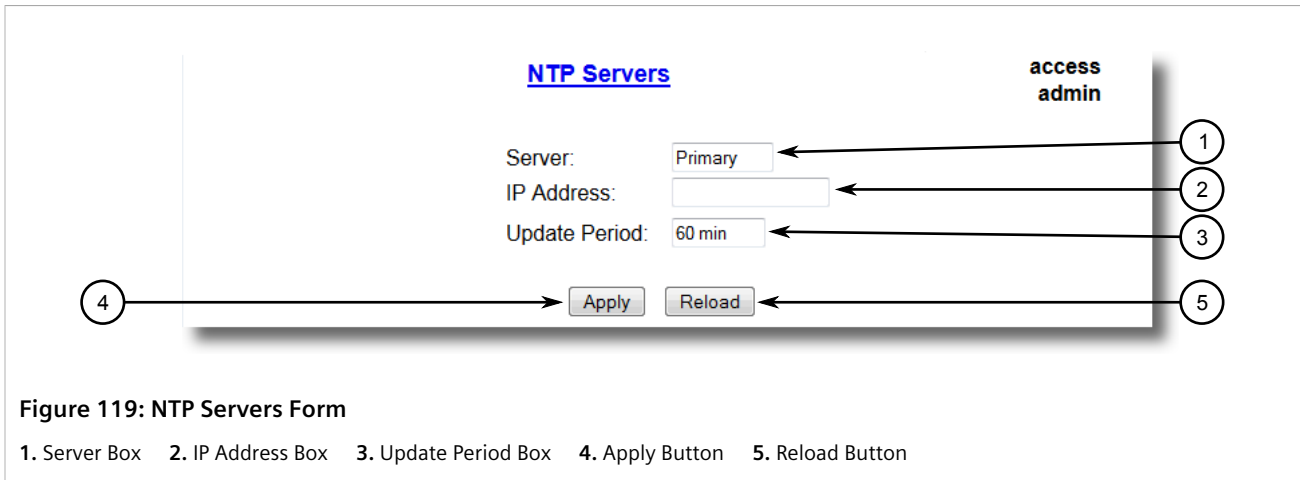 NTP Servers
access
admin
Server: Primary 1
IP Address: 2
Update Period: 60 min 3
4 Apply Reload 5
Figure 119: NTP Servers Form
1. Server Box 2. IP Address Box 3. Update Period Box 4. Apply Button 5. Reload Button